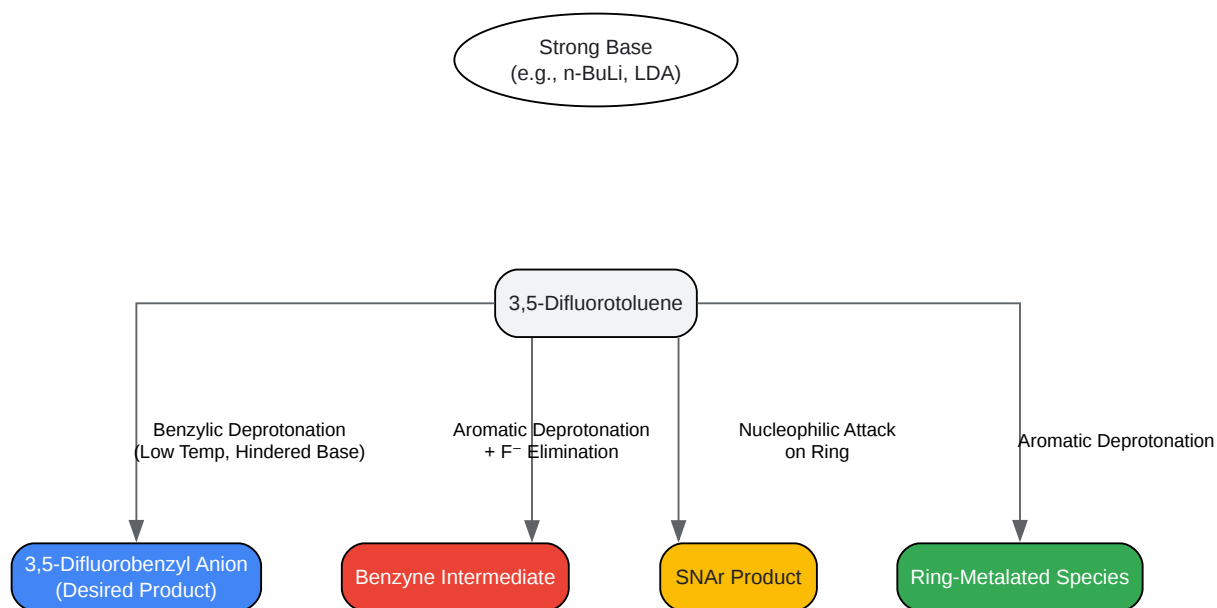 Strong Base
(e.g., n-BuLi, LDA)
3,5-Difluorotoluene
Benzylic Deprotonation
(Low Temp, Hindered Base)
Aromatic Deprotonation
+ F⁻ Elimination
Nucleophilic Attack
on Ring
Aromatic Deprotonation
3,5-Difluorobenzyl Anion
(Desired Product)
Benzyne Intermediate
SNAr Product
Ring-Metalated Species